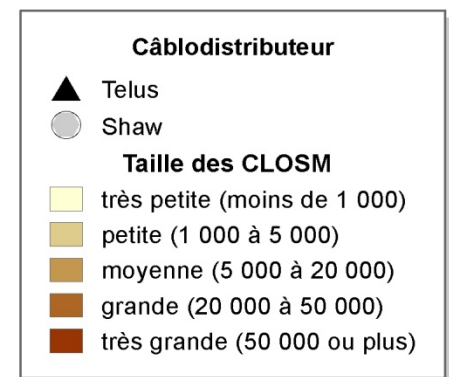 Câblodistributeur
Telus
Shaw
Taille des CLOSM
très petite (moins de 1 000)
petite (1 000 à 5 000)
moyenne (5 000 à 20 000)
grande (20 000 à 50 000)
très grande (50 000 ou plus)